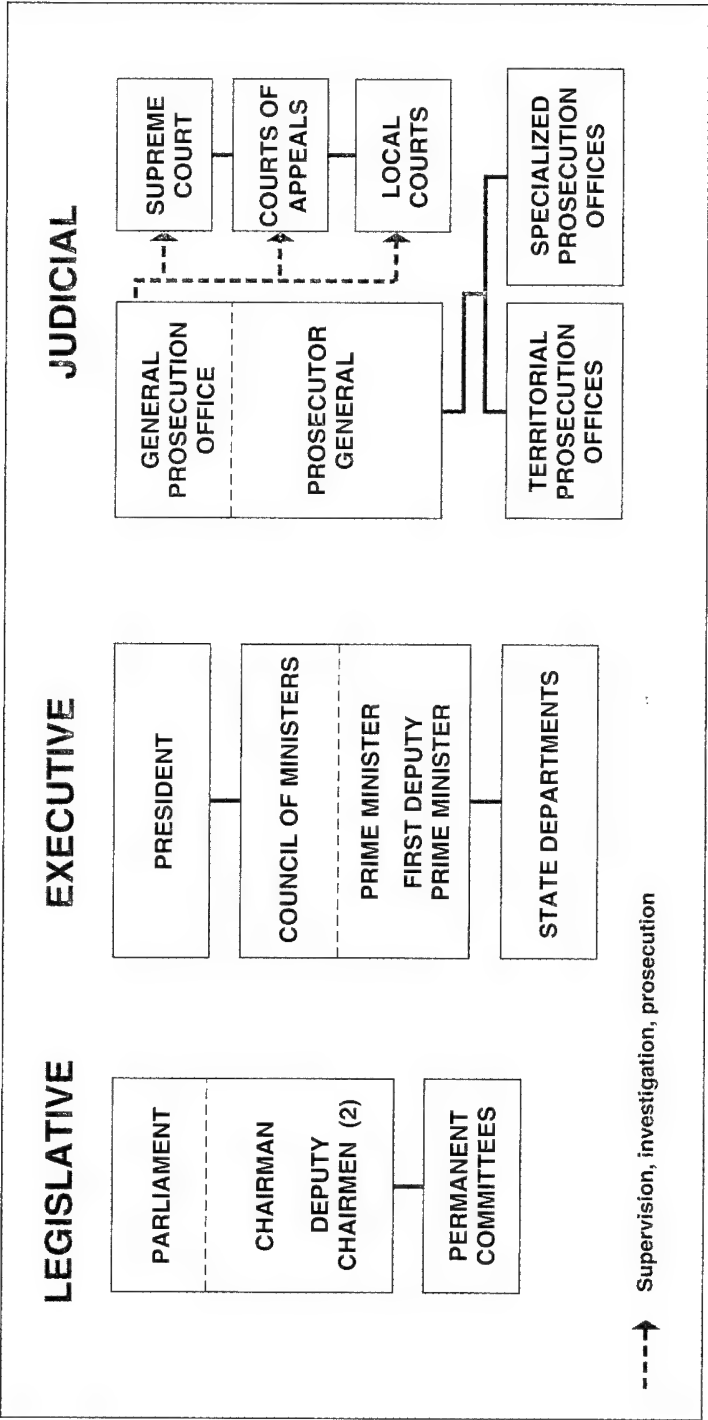 LEGISLATIVE
PARLIAMENT
CHAIRMAN
DEPUTY
CHAIRMEN (2)
PERMANENT
COMMITTEES
EXECUTIVE
PRESIDENT
COUNCIL OF MINISTERS
PRIME MINISTER
FIRST DEPUTY
PRIME MINISTER
STATE DEPARTMENTS
JUDICIAL
GENERAL
PROSECUTION
OFFICE
PROSECUTOR
GENERAL
SUPREME
COURT
COURTS OF
APPEALS
LOCAL
COURTS
TERRITORIAL
PROSECUTION
OFFICES
SPECIALIZED
PROSECUTION
OFFICES
Supervision, investigation, prosecution